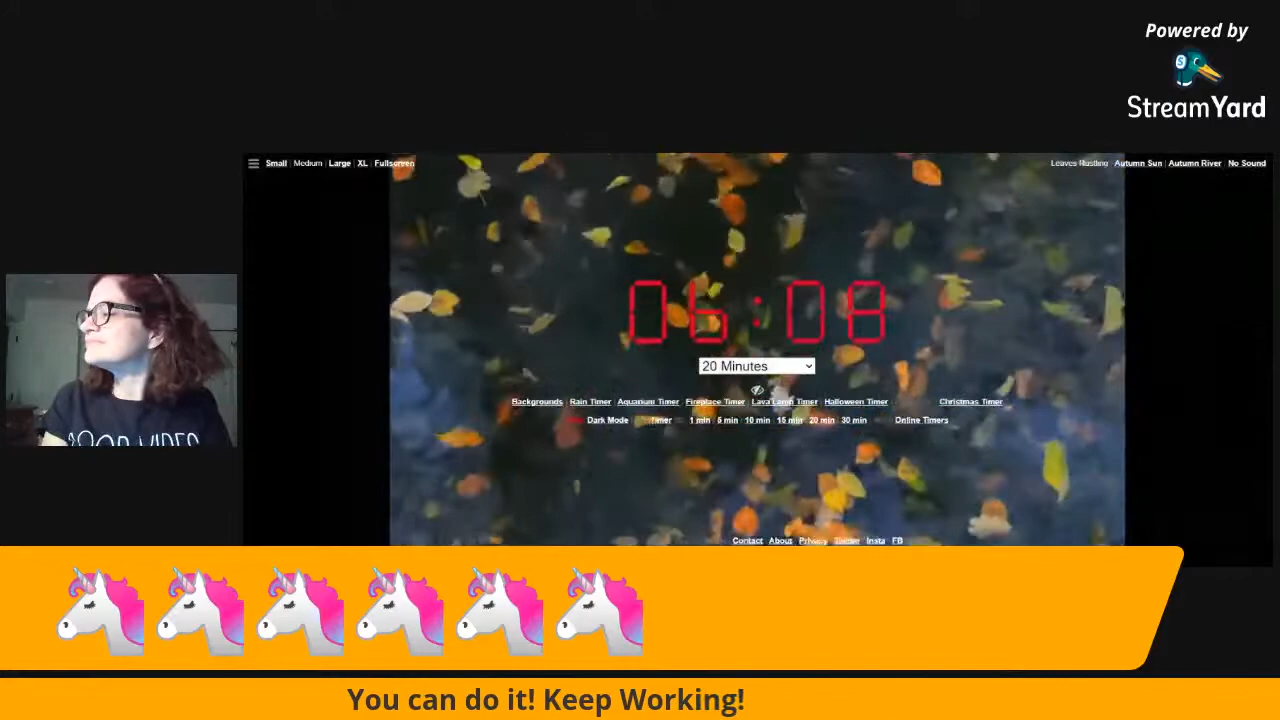 Powered by
StreamYard
Small | Medium | Large | XL | Fullscreen
Leaves Rustling | Autumn Sun | Autumn River | No Sound
06:08
20 Minutes
Backgrounds Rain Timer | Aquarium Timer Fireplace Timer | Lava Lamp Timer | Halloween Timer Christmas Timer
Dark Mode Timer 1 min | 5 min | 10 min | 15 min | 20 min | 30 min Online Timers
Contact About Privacy Insta FB
You can do it! Keep Working!